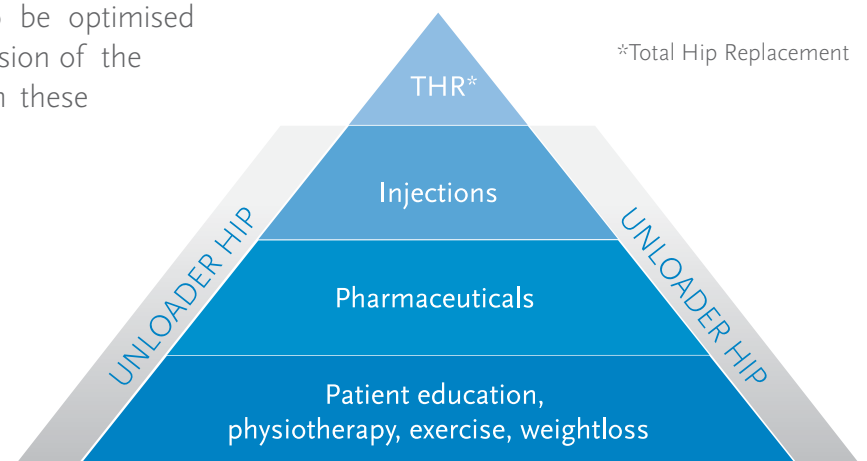 be optimised
of the
these
*Total Hip Replacement
THR*
Injections
UNLOADER HIP
UNLOADER HIP
Pharmaceuticals
Patient education,
physiotherapy, exercise, weightloss